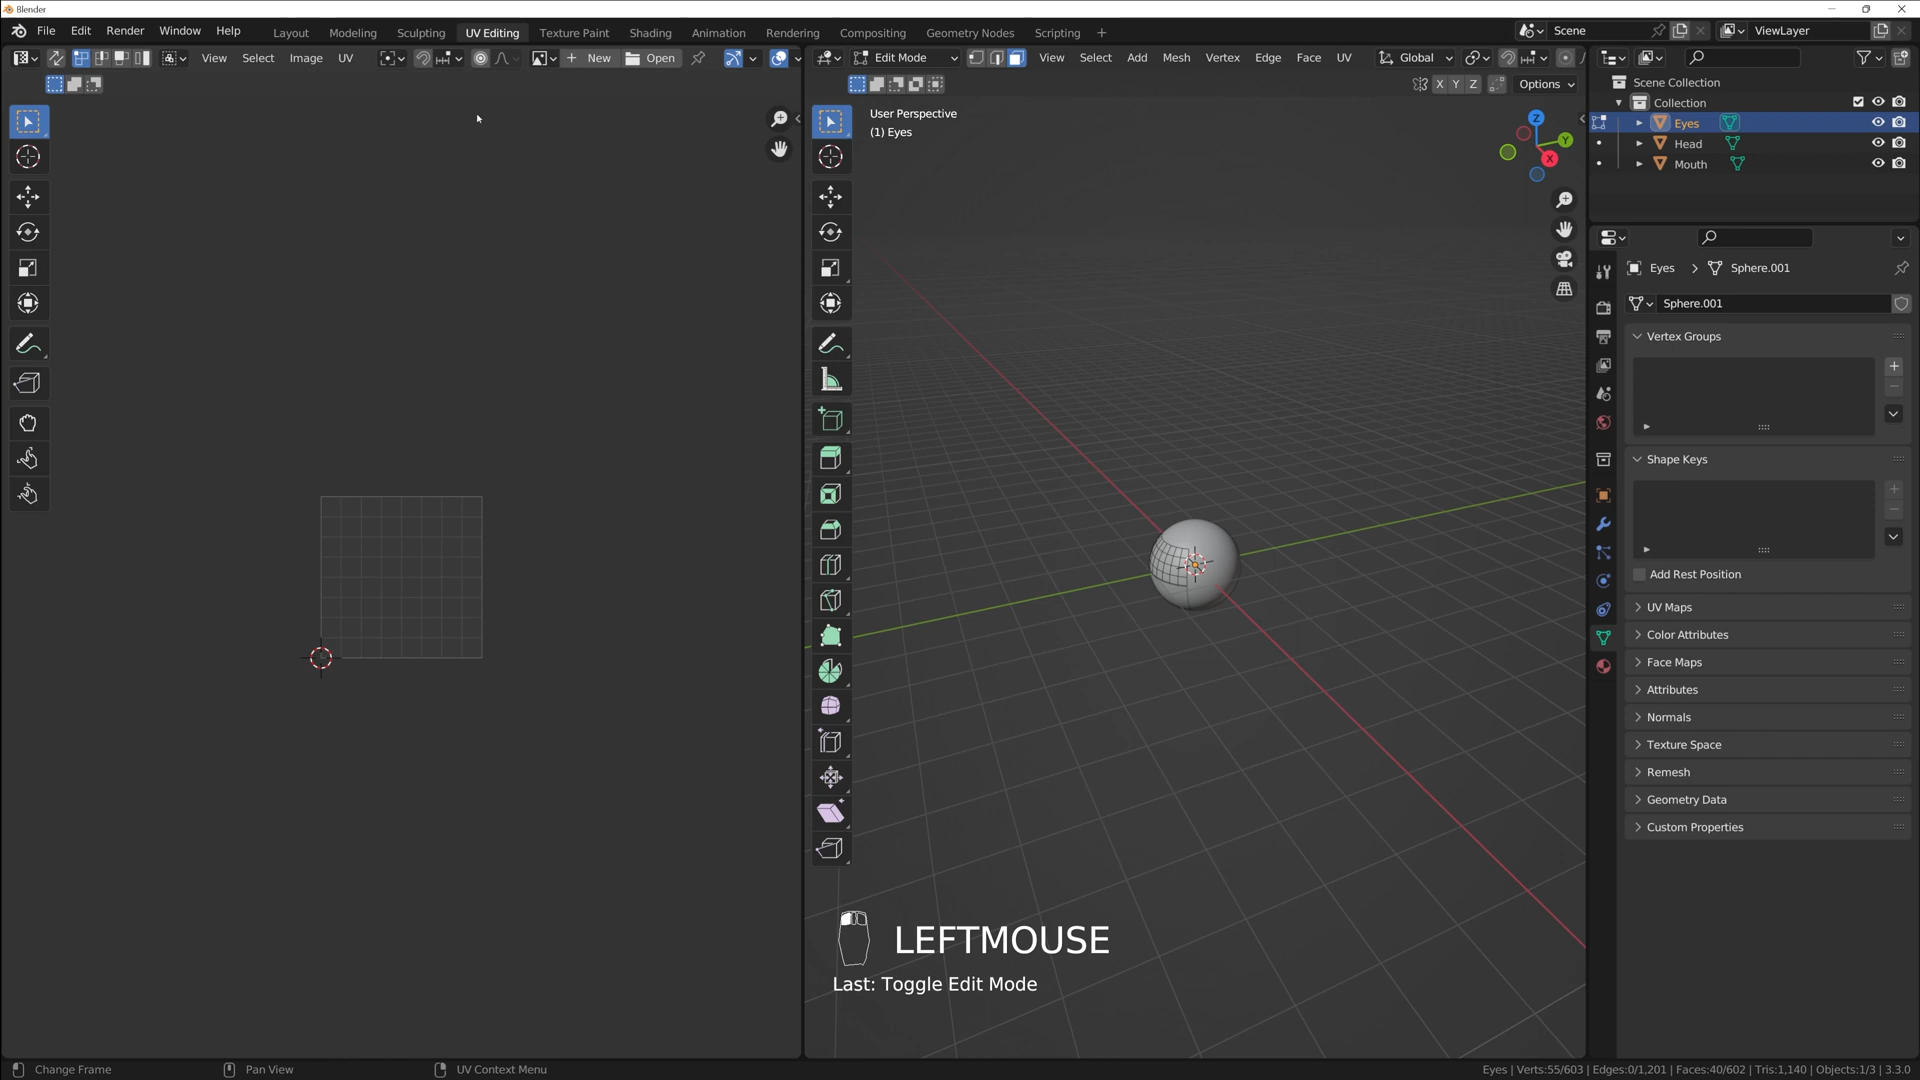 Blender
File Edit Render Window Help Layout Modeling Sculpting UV Editing Texture Paint Shading Animation Rendering Compositing Geometry Nodes Scripting + Scene ViewLayer
View Select Image UV New Open
Edit Mode View Select Add Mesh Vertex Edge Face UV Global
X Y Z Options
User Perspective
(1) Eyes
Z
Y
X
Scene Collection
Collection
Eyes
Head
Mouth
Eyes > Sphere.001
Sphere.001
Vertex Groups
Shape Keys
Add Rest Position
UV Maps
Color Attributes
Face Maps
Attributes
Normals
Texture Space
Remesh
Geometry Data
Custom Properties
LEFTMOUSE
Last: Toggle Edit Mode
Change Frame Pan View UV Context Menu Eyes | Verts:55/603 | Edges:0/1,201 | Faces:40/602 | Tris:1,140 | Objects:1/3 | 3.3.0